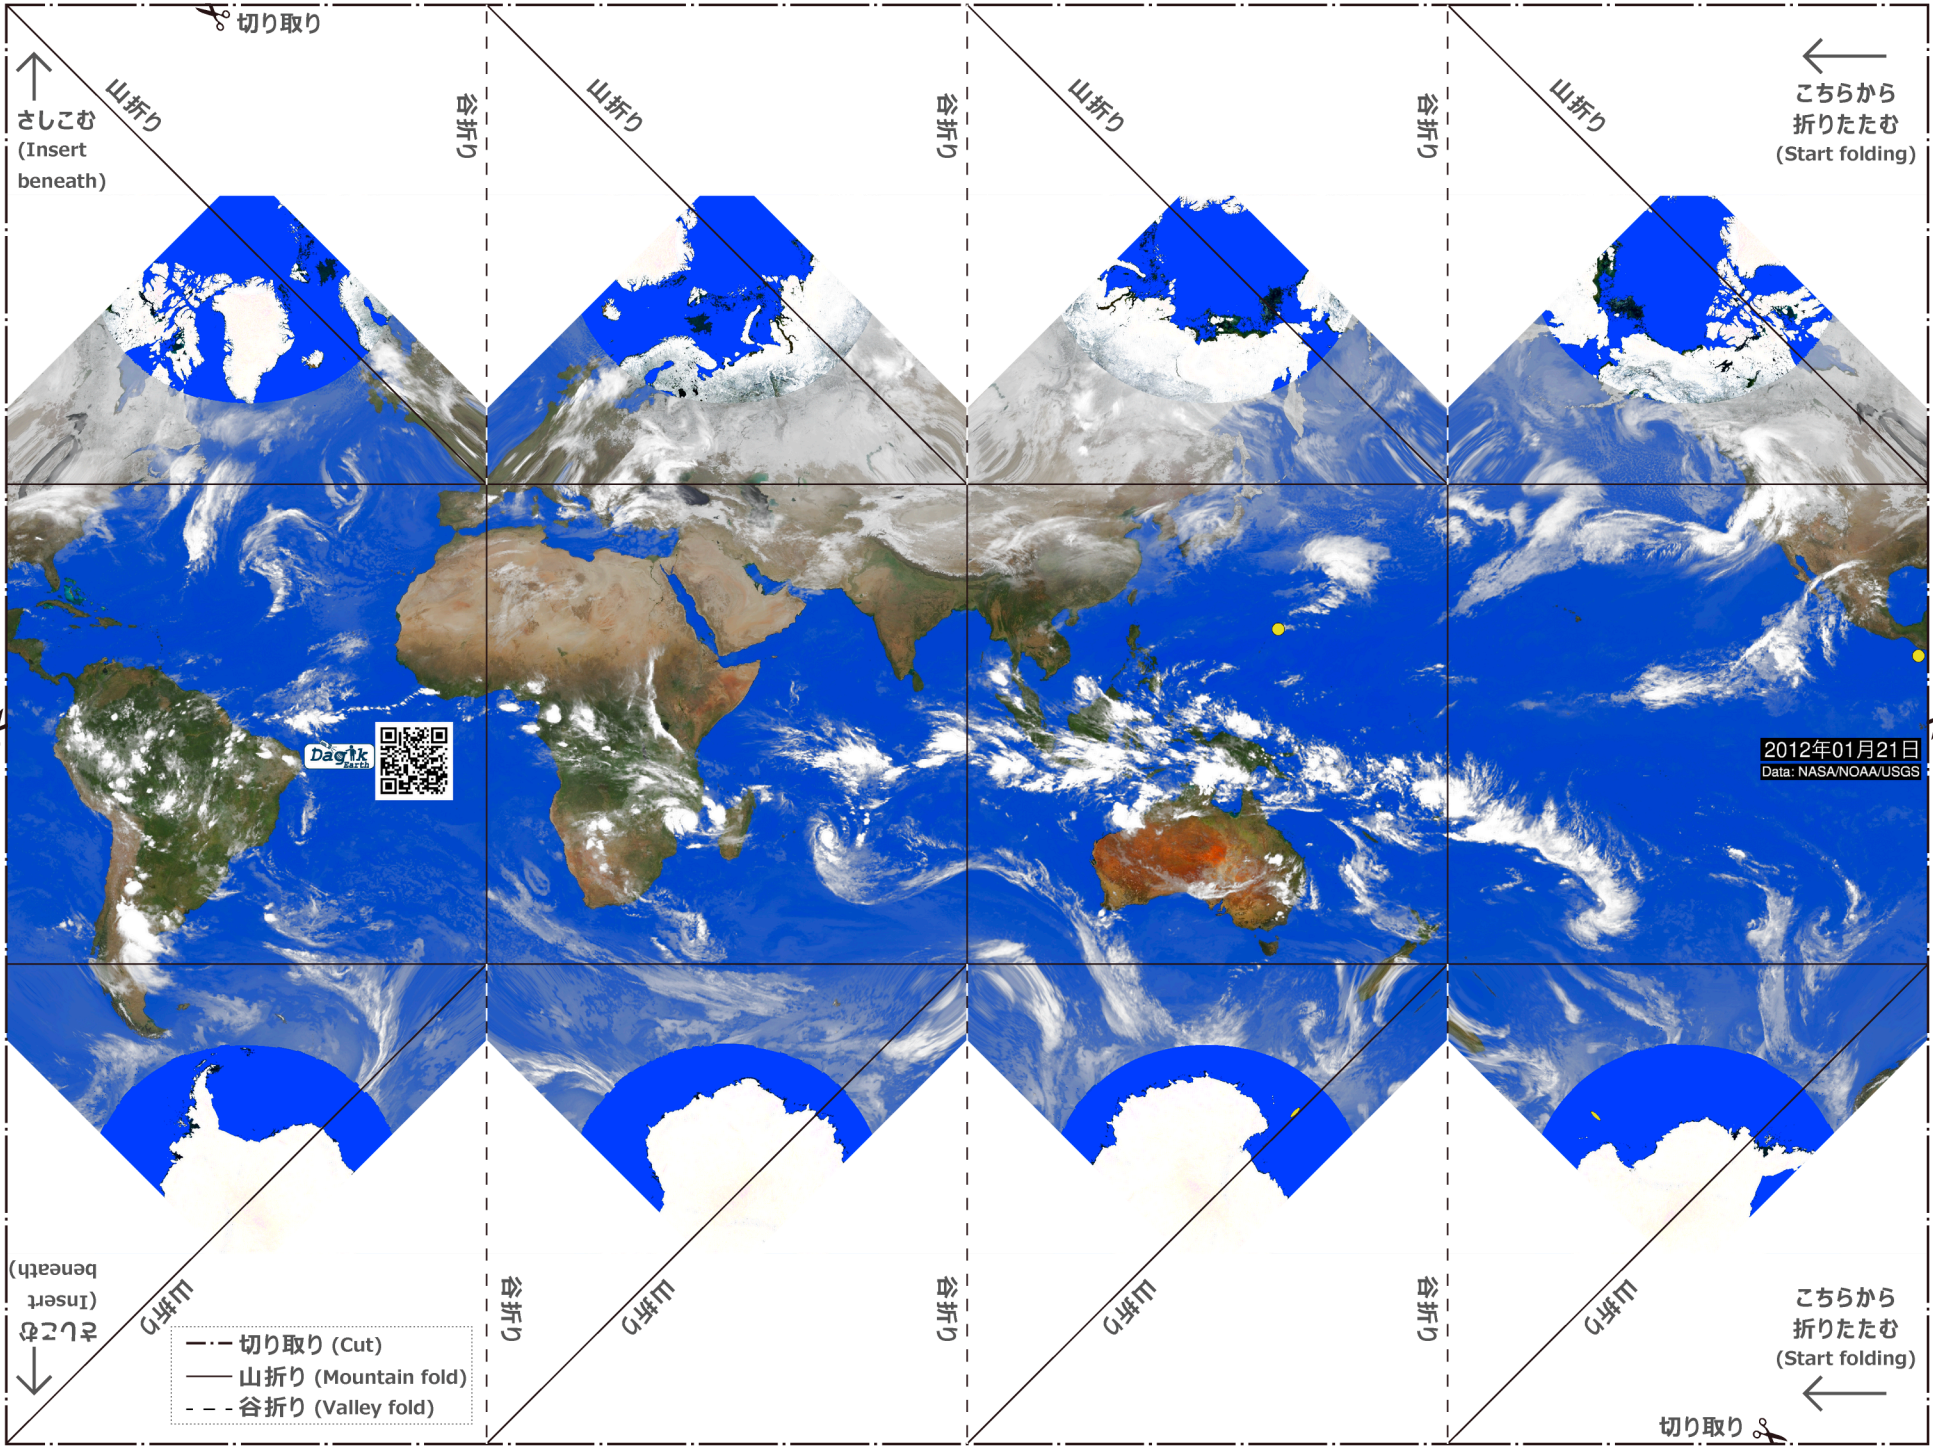 切り取り
山折り
谷折り
山折り
谷折り
山折り
谷折り
山折り
さしこむ
(Insert
beneath)
こちらから
折りたたむ
(Start folding)
Dagik
Earth
2012年01月21日
Data: NASA/NOAA/USGS
さしこむ
(Insert
beneath)
山折り
谷折り
山折り
谷折り
山折り
谷折り
山折り
切り取り (Cut)
山折り (Mountain fold)
谷折り (Valley fold)
こちらから
折りたたむ
(Start folding)
切り取り